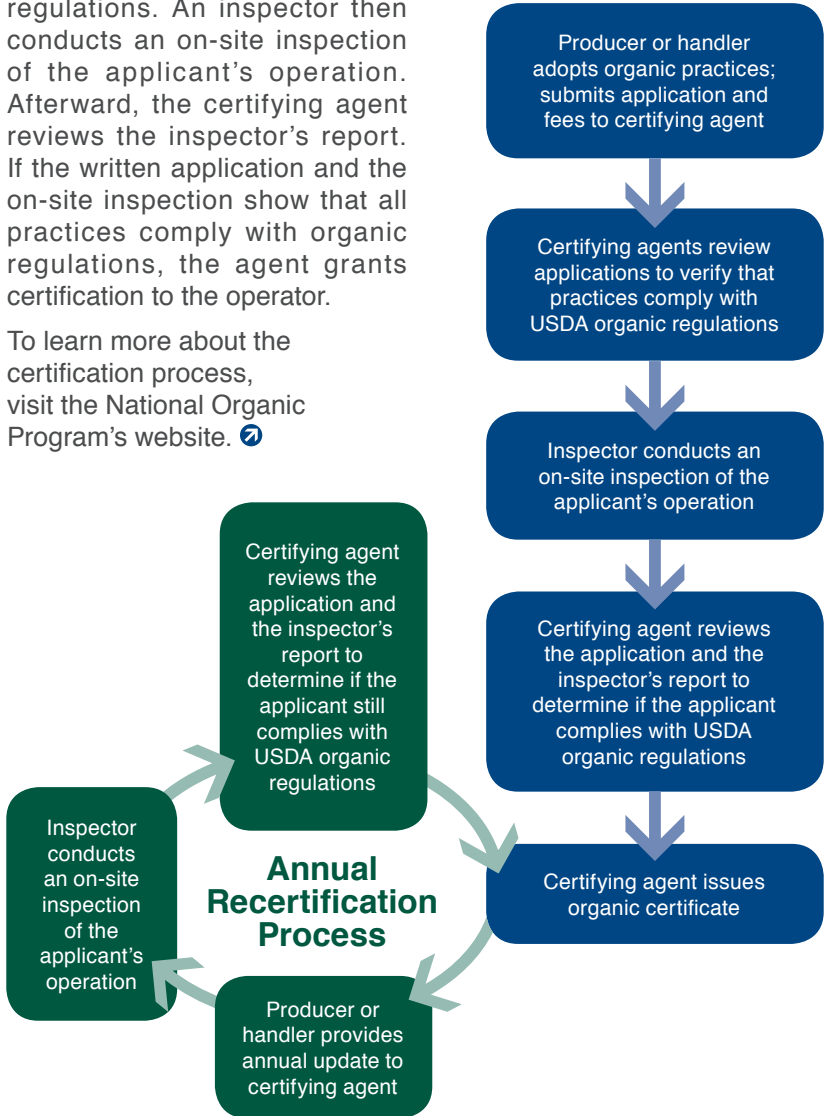 regulations. An inspector then
conducts an on-site inspection
of the applicant's operation.
Afterward, the certifying agent
reviews the inspector's report.
If the written application and the
on-site inspection show that all
practices comply with organic
regulations, the agent grants
certification to the operator.
To learn more about the
certification process,
visit the National Organic
Program's website.
Producer or handler
adopts organic practices;
submits application and
fees to certifying agent
Certifying agents review
applications to verify that
practices comply with
USDA organic regulations
Inspector conducts an
on-site inspection of the
applicant's operation
Certifying agent reviews
the application and the
inspector's report to
determine if the applicant
complies with USDA
organic regulations
Certifying agent issues
organic certificate
Annual
Recertification
Process
Producer or
handler provides
annual update to
certifying agent
Inspector
conducts
an on-site
inspection
of the
applicant's
operation
Certifying agent
reviews the
application and
the inspector's
report to
determine if the
applicant still
complies with
USDA organic
regulations